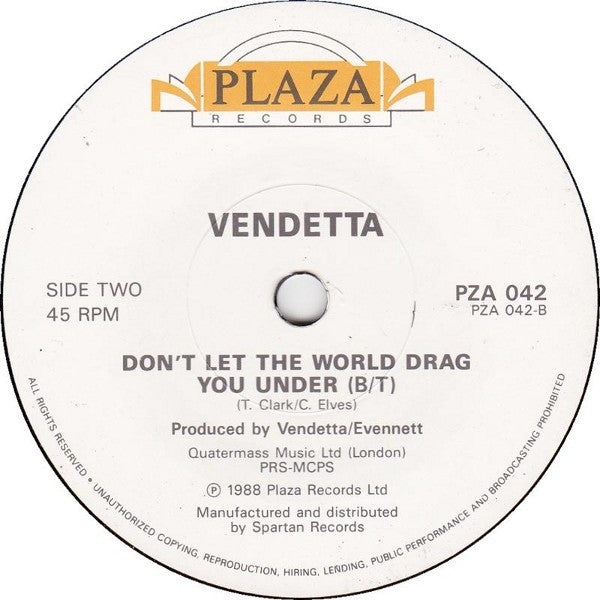 PLAZA
RECORDS
VENDETTA
SIDE TWO
45 RPM
PZA 042
PZA 042-B
DON'T LET THE WORLD DRAG
YOU UNDER (B/T)
(T. Clark/C. Elves)
Produced by Vendetta/Evennett
Quatermass Music Ltd (London)
PRS-MCPS
℗ 1988 Plaza Records Ltd
Manufactured and distributed
by Spartan Records
ALL RIGHTS RESERVED • UNAUTHORIZED COPYING, REPRODUCTION, HIRING, LENDING, PUBLIC PERFORMANCE AND BROADCASTING PROHIBITED